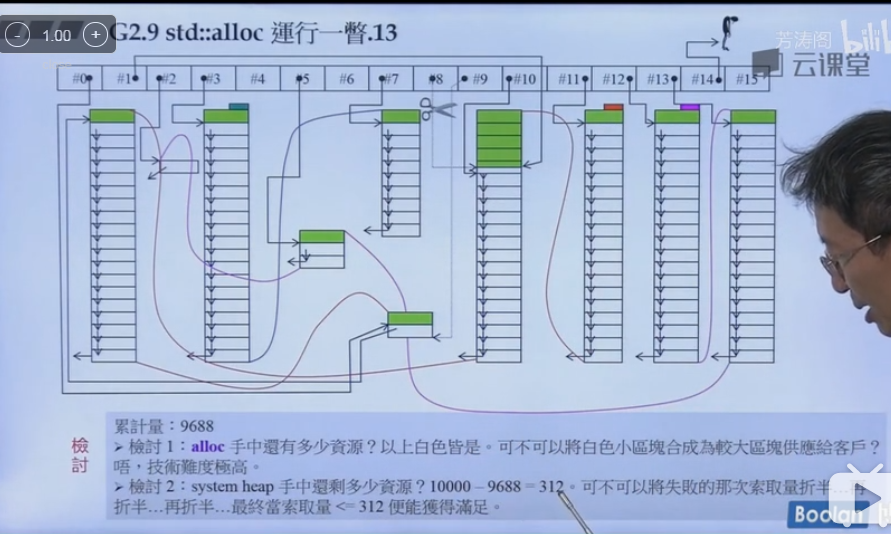 1.00
G2.9 std::alloc 運行一瞥.13
芳涛阁 bili
云课堂
#0 #1 #2 #3 #4 #5 #6 #7 #8 #9 #10 #11 #12 #13 #14 #15
檢討
累計量：9688
➢ 檢討 1：alloc 手中還有多少資源？以上白色皆是。可不可以將白色小區塊合成為較大區塊供應給客戶？
唔，技術難度極高。
➢ 檢討 2：system heap 手中還剩多少資源？10000 – 9688 = 312。可不可以將失敗的那次索取量折半…再
折半…再折半…最終當索取量 <= 312 便能獲得滿足。
Boolan